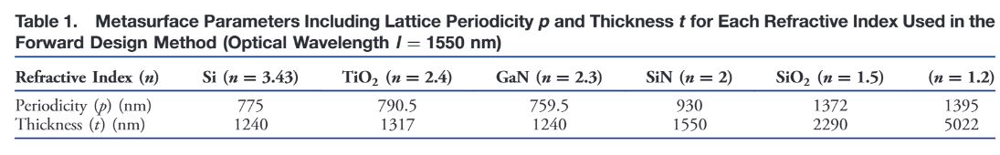 Table 1. Metasurface Parameters Including Lattice Periodicity p and Thickness t for Each Refractive Index Used in the
Forward Design Method (Optical Wavelength l = 1550 nm)
Refractive Index (n) Si (n = 3.43) TiO₂ (n = 2.4) GaN (n = 2.3) SiN (n = 2) SiO₂ (n = 1.5) (n = 1.2)
Periodicity (p) (nm) 775 790.5 759.5 930 1372 1395
Thickness (t) (nm) 1240 1317 1240 1550 2290 5022